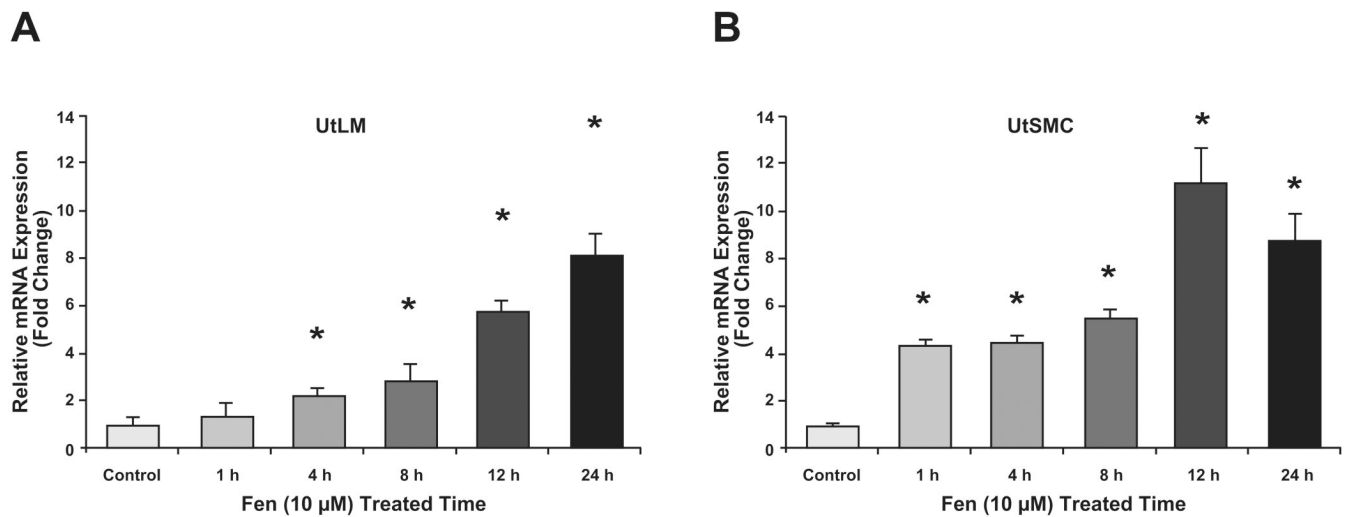 A
UtLM
Relative mRNA Expression
(Fold Change)
14
12
10
8
6
4
2
0
*
*
*
*
Control 1 h 4 h 8 h 12 h 24 h
Fen (10 µM) Treated Time
B
UtSMC
Relative mRNA Expression
(Fold Change)
14
12
10
8
6
4
2
0
*
*
*
*
*
Control 1 h 4 h 8 h 12 h 24 h
Fen (10 µM) Treated Time